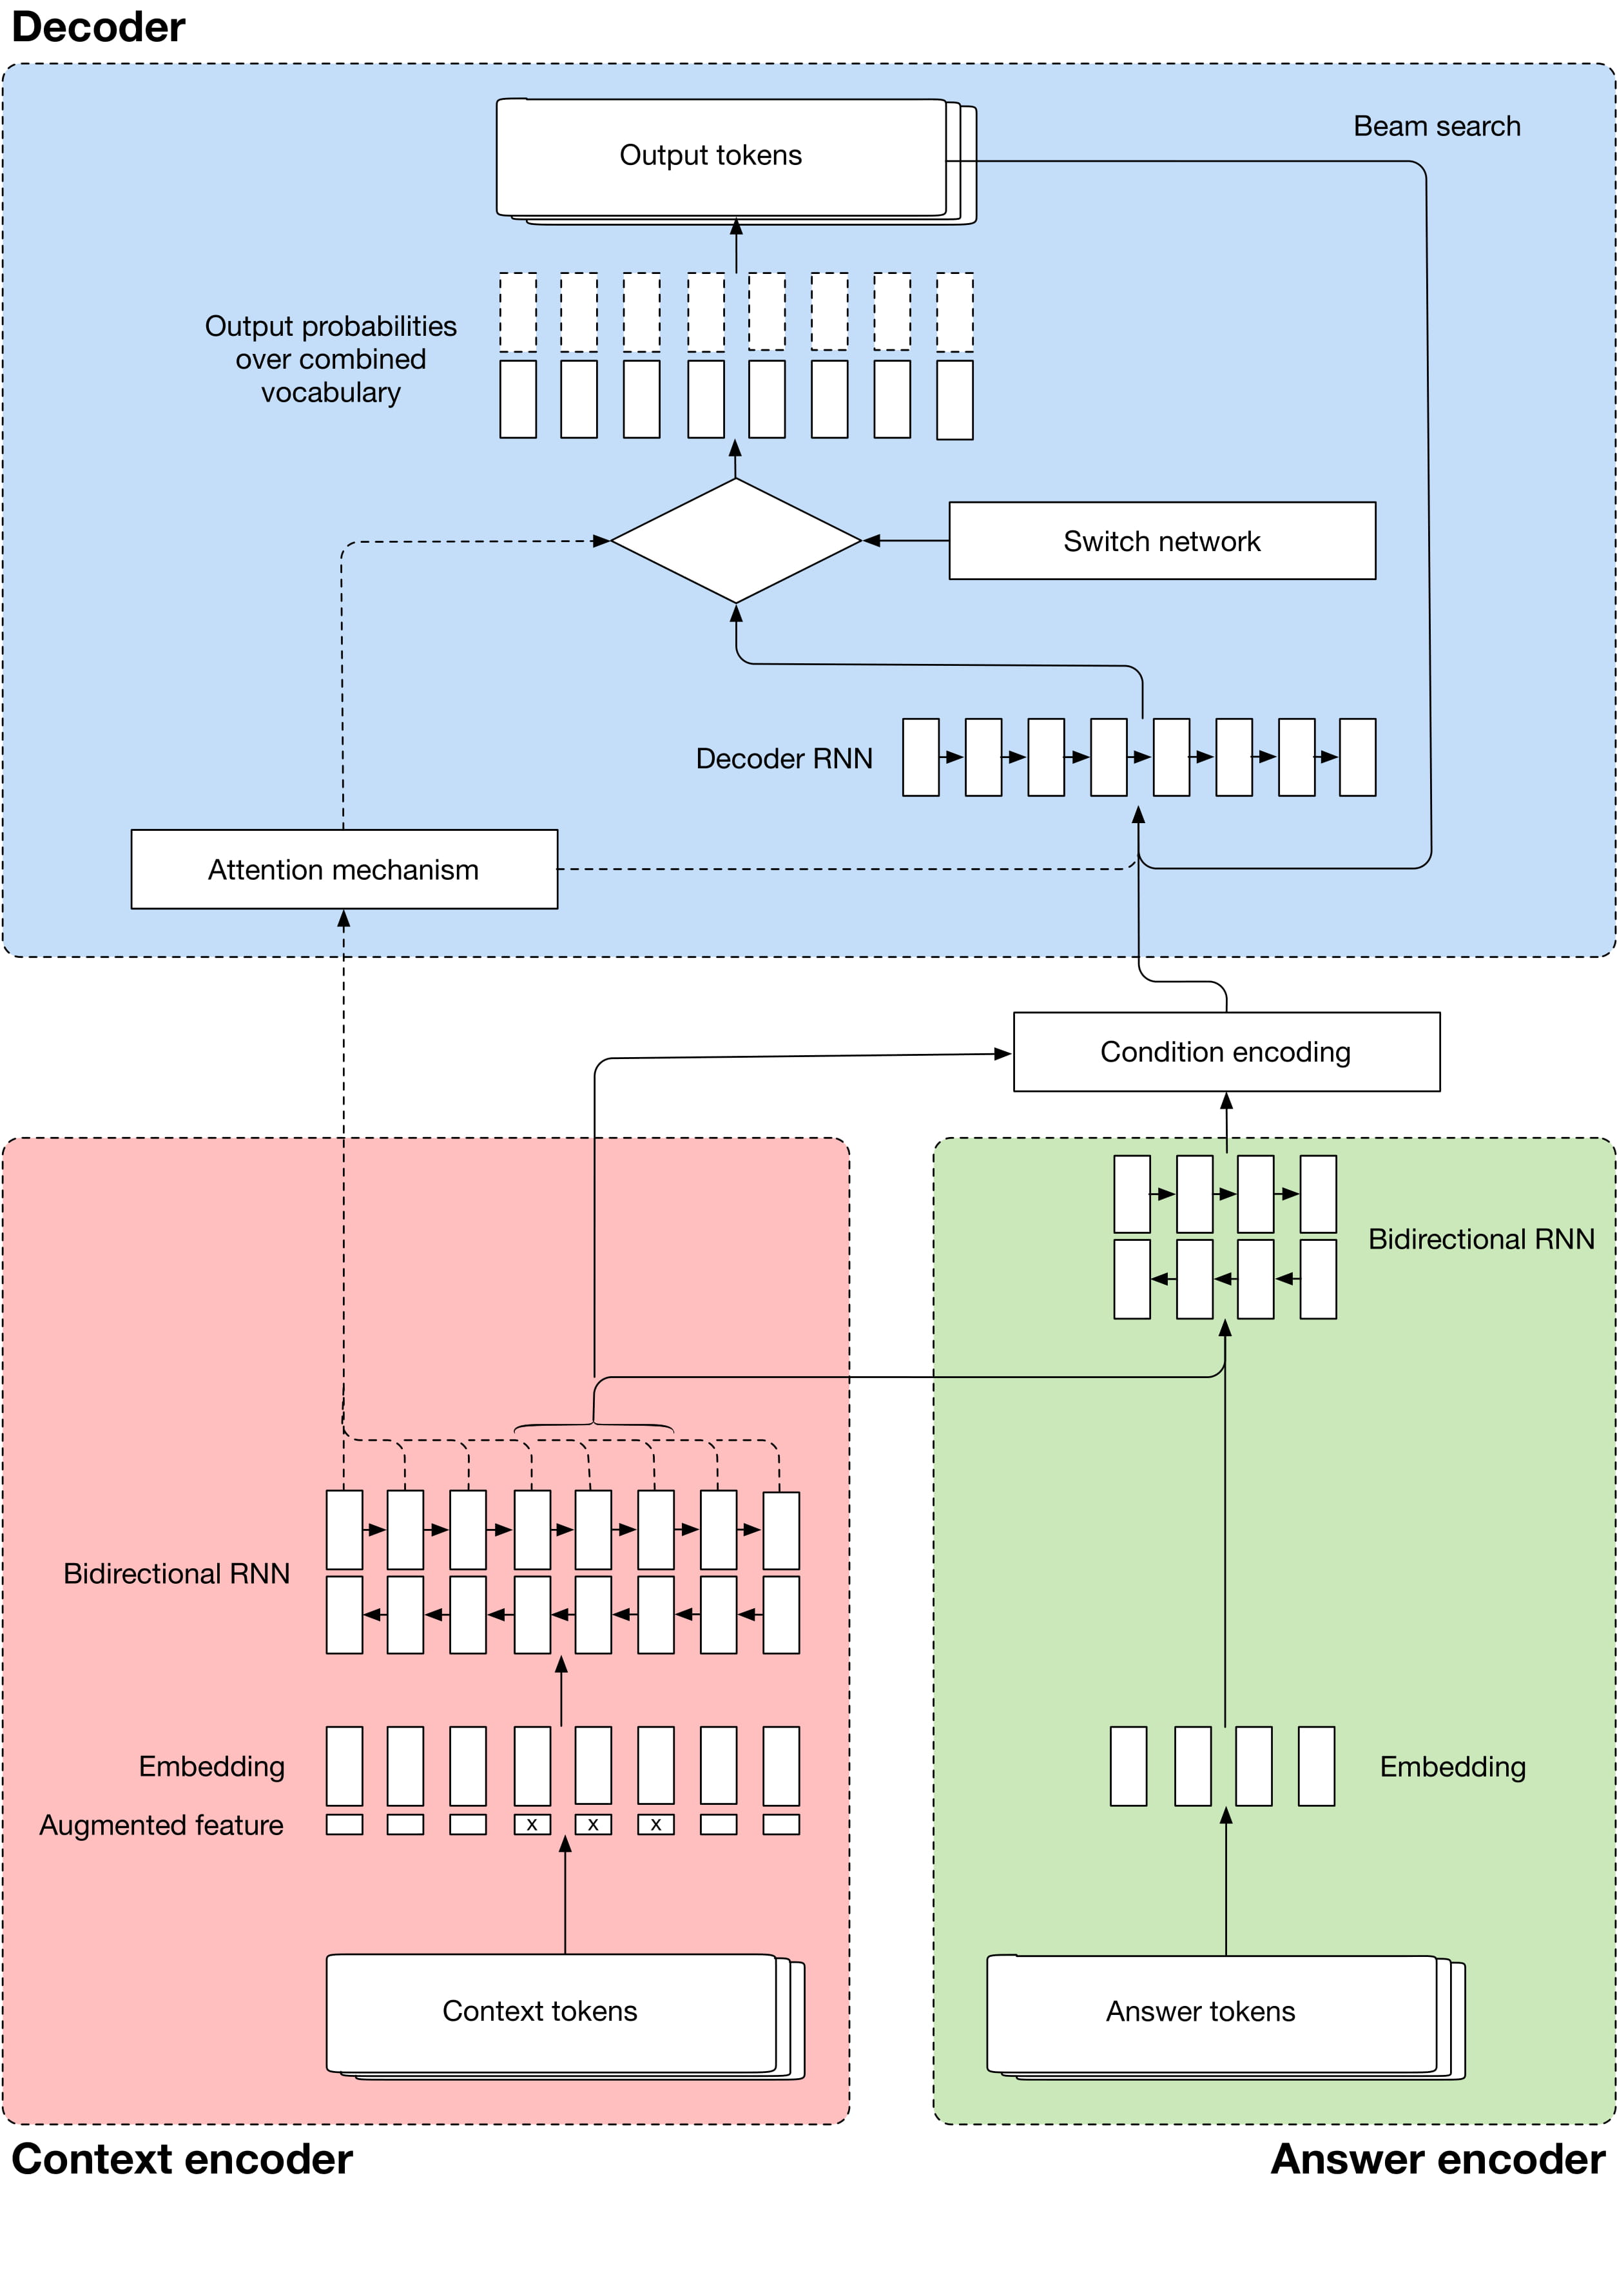 Decoder
Output tokens
Beam search
Output probabilities
over combined
vocabulary
Switch network
Decoder RNN
Attention mechanism
Condition encoding
Bidirectional RNN
Bidirectional RNN
Embedding
Embedding
Augmented feature
x x x
Context tokens
Answer tokens
Context encoder
Answer encoder